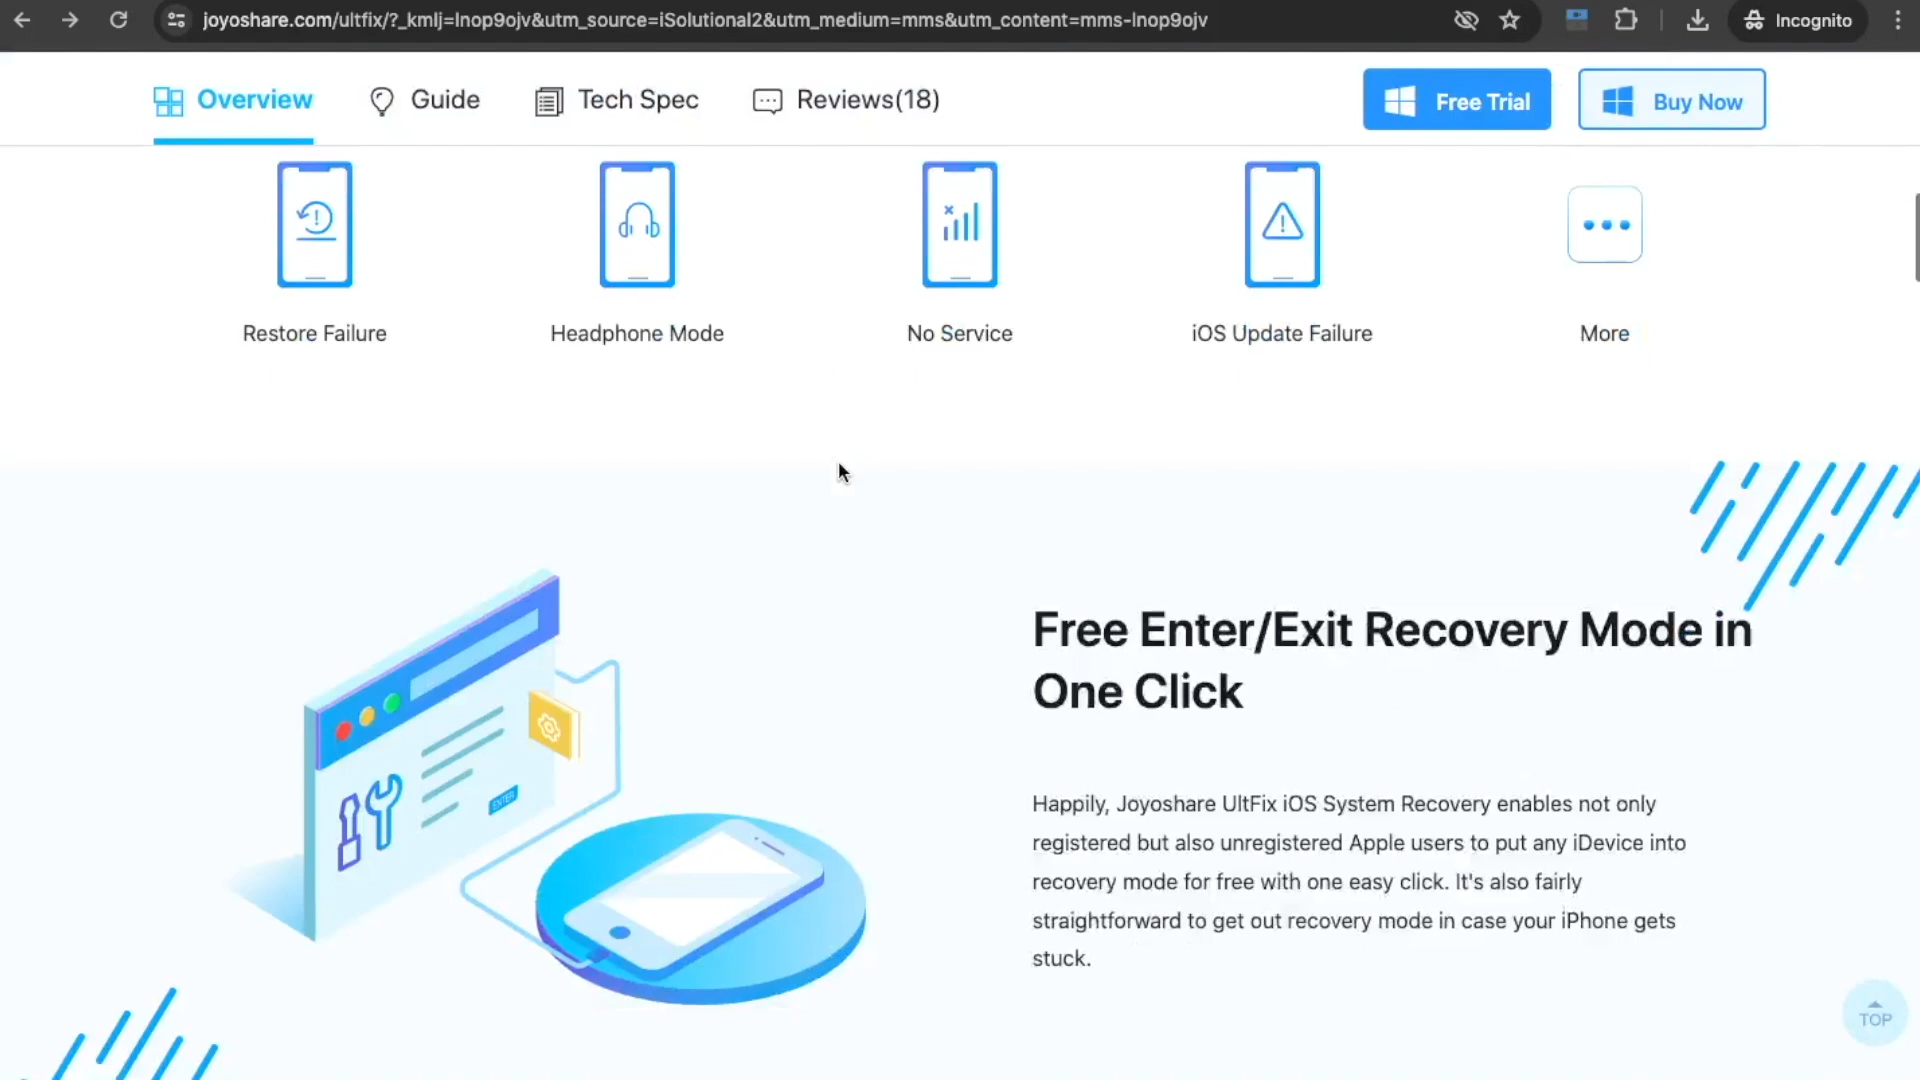 joyoshare.com/ultfix/?_kmlj=lnop9ojv&utm_source=iSolutional2&utm_medium=mms&utm_content=mms-lnop9ojv
Incognito
Overview
Guide
Tech Spec
Reviews(18)
Free Trial
Buy Now
Restore Failure
Headphone Mode
No Service
iOS Update Failure
More
Free Enter/Exit Recovery Mode in
One Click
ENTER
Happily, Joyoshare UltFix iOS System Recovery enables not only
registered but also unregistered Apple users to put any iDevice into
recovery mode for free with one easy click. It's also fairly
straightforward to get out recovery mode in case your iPhone gets
stuck.
TOP